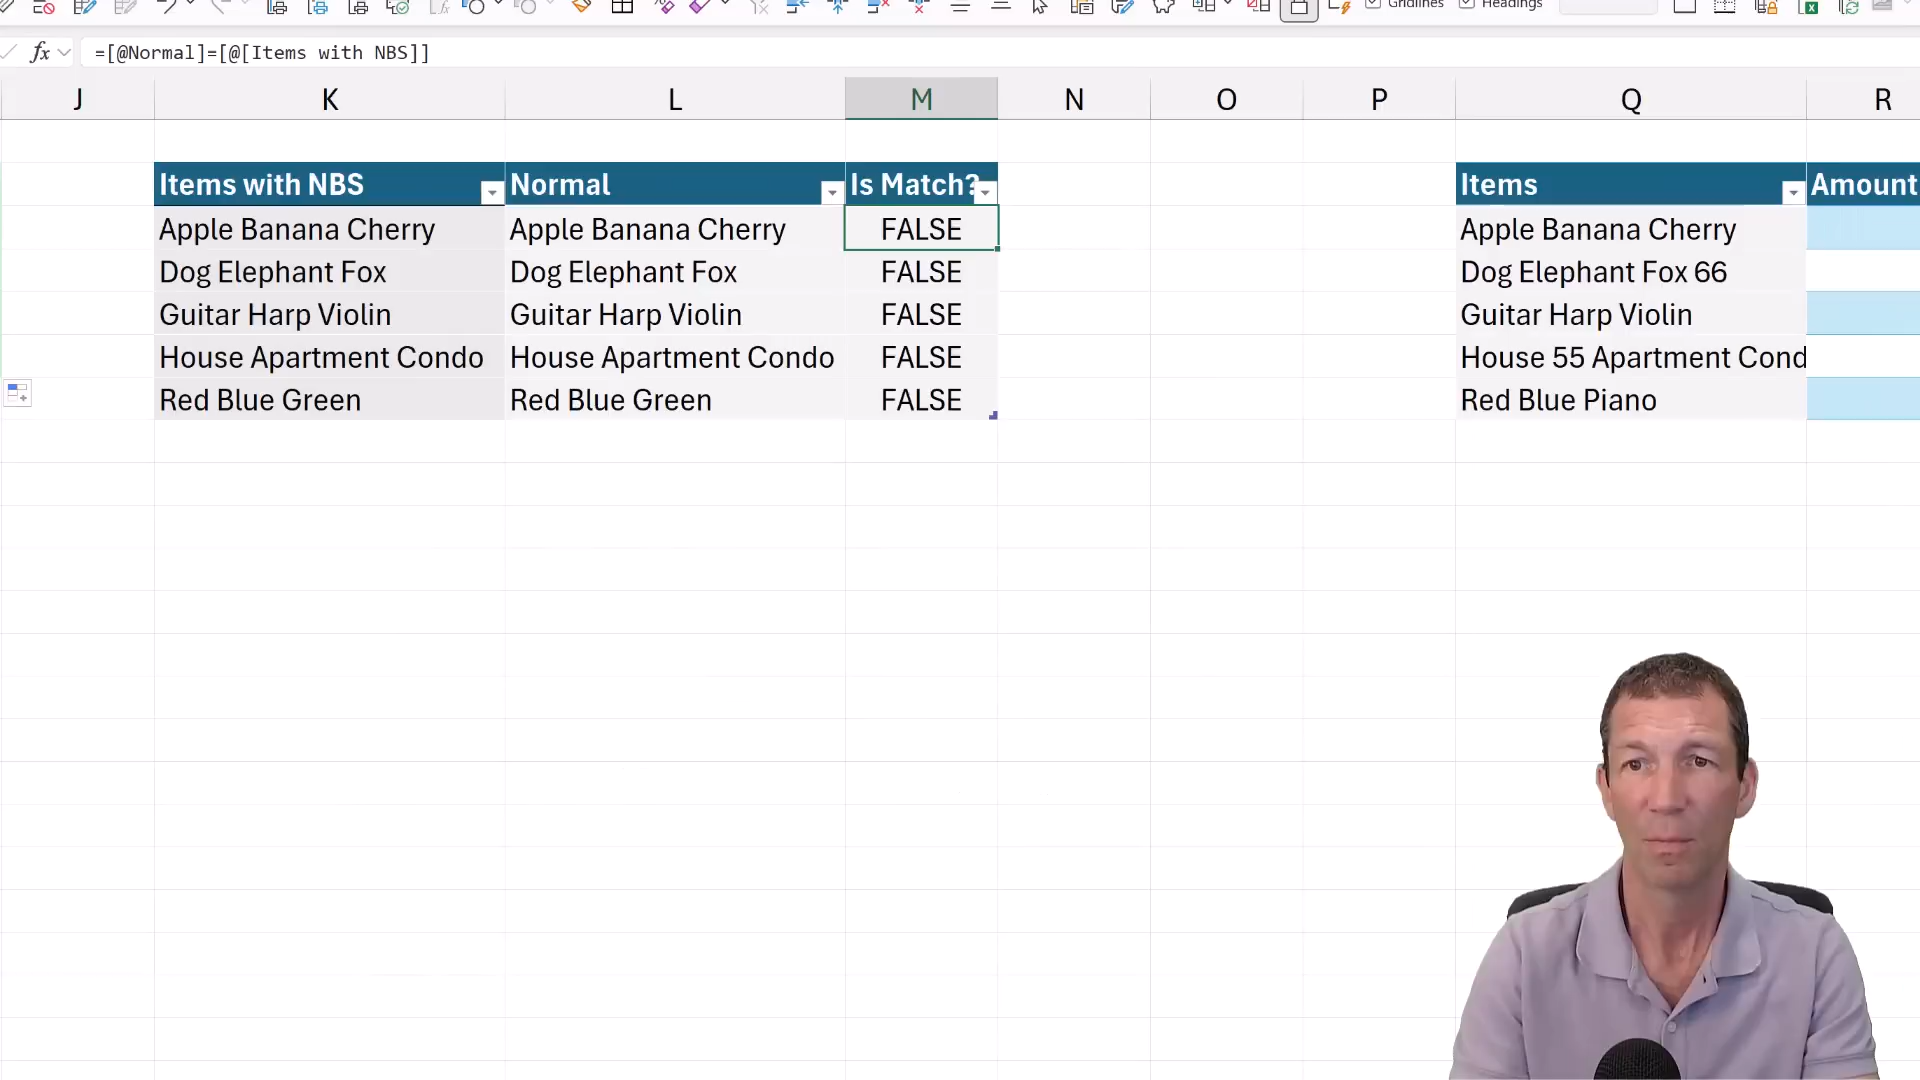 Gridlines Headings
fx =[@Normal]=[@[Items with NBS]]
J K L M N O P Q R
Items with NBS Normal Is Match? Items Amount
Apple Banana Cherry Apple Banana Cherry FALSE Apple Banana Cherry
Dog Elephant Fox Dog Elephant Fox FALSE Dog Elephant Fox 66
Guitar Harp Violin Guitar Harp Violin FALSE Guitar Harp Violin
House Apartment Condo House Apartment Condo FALSE House 55 Apartment Cond
Red Blue Green Red Blue Green FALSE Red Blue Piano